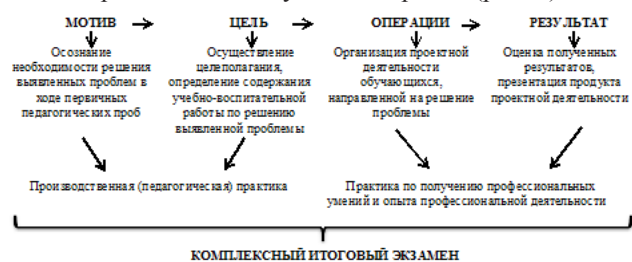 МОТИВ ЦЕЛЬ ОПЕРАЦИИ РЕЗУЛЬТАТ
Осознание
необходимости решения
выявленных проблем в
ходе первичных
педагогических проб
Осуществление
целеполагания,
определение содержания
учебно-воспитательной
работы по решению
выявленной проблемы
Организация проектной
деятельности
обучающихся,
направленной на решение
проблемы
Оценка полученных
результатов,
презентация продукта
проектной деятельности
Производственная (педагогическая) практика
Практика по получению профессиональных
умений и опыта профессиональной деятельности
КОМПЛЕКСНЫЙ ИТОГОВЫЙ ЭКЗАМЕН